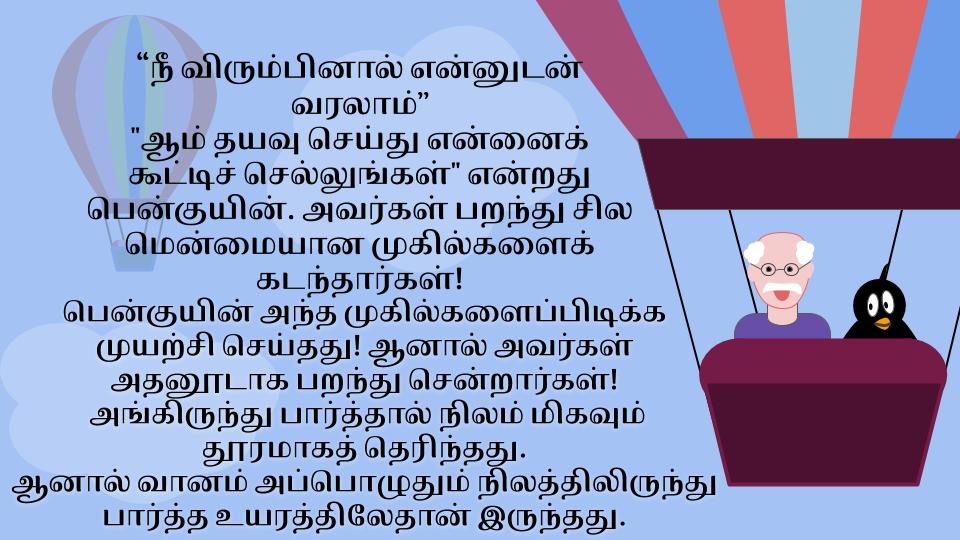 “நீ விரும்பினால் என்னுடன்
வரலாம்”
"ஆம் தயவு செய்து என்னைக்
கூட்டிச் செல்லுங்கள்" என்றது
பென்குயின். அவர்கள் பறந்து சில
மென்மையான முகில்களைக்
கடந்தார்கள்!
பென்குயின் அந்த முகில்களைப்பிடிக்க
முயற்சி செய்தது! ஆனால் அவர்கள்
அதனூடாக பறந்து சென்றார்கள்!
அங்கிருந்து பார்த்தால் நிலம் மிகவும்
தூரமாகத் தெரிந்தது.
ஆனால் வானம் அப்பொழுதும் நிலத்திலிருந்து
பார்த்த உயரத்திலேதான் இருந்தது.